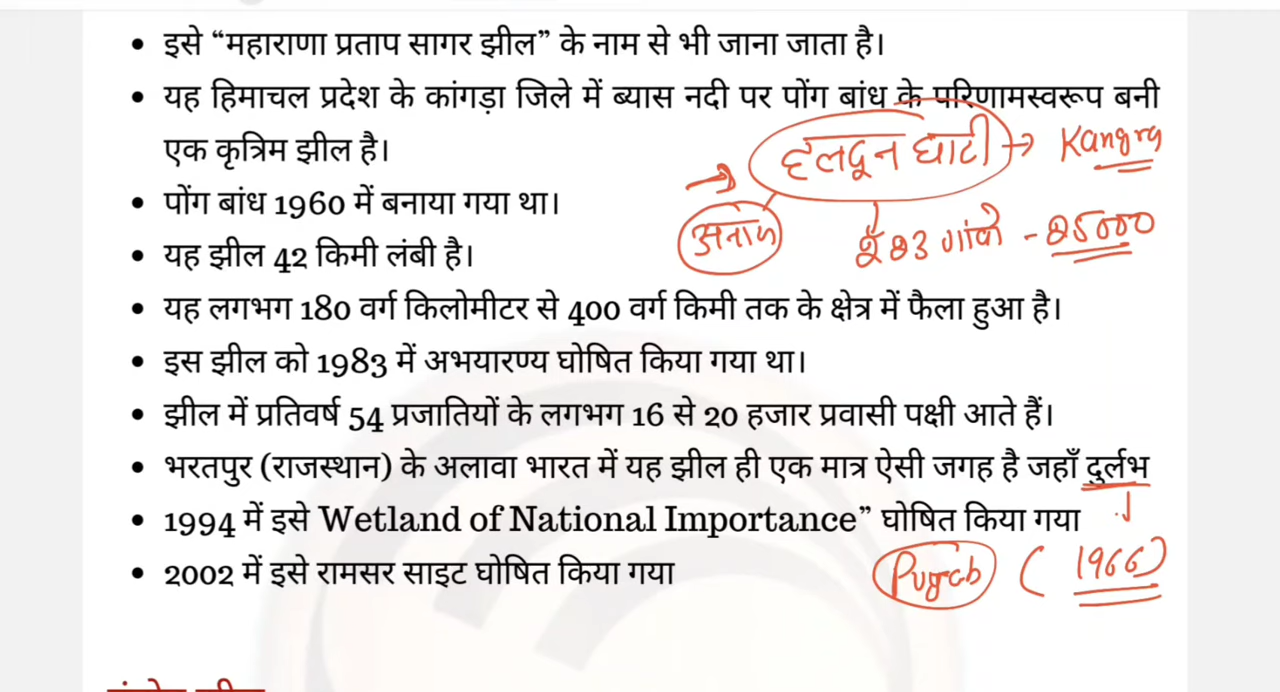 • इसे “महाराणा प्रताप सागर झील” के नाम से भी जाना जाता है।
• यह हिमाचल प्रदेश के कांगड़ा जिले में ब्यास नदी पर पोंग बांध के परिणामस्वरूप बनी
एक कृत्रिम झील है।
हलदून घाटी → Kangra
• पोंग बांध 1960 में बनाया गया था।
अनाज
गांवो - 25000
• यह झील 42 किमी लंबी है।
• यह लगभग 180 वर्ग किलोमीटर से 400 वर्ग किमी तक के क्षेत्र में फैला हुआ है।
• इस झील को 1983 में अभयारण्य घोषित किया गया था।
• झील में प्रतिवर्ष 54 प्रजातियों के लगभग 16 से 20 हजार प्रवासी पक्षी आते हैं।
• भरतपुर (राजस्थान) के अलावा भारत में यह झील ही एक मात्र ऐसी जगह है जहाँ दुर्लभ
• 1994 में इसे Wetland of National Importance” घोषित किया गया
• 2002 में इसे रामसर साइट घोषित किया गया
Punjab ( 1966)